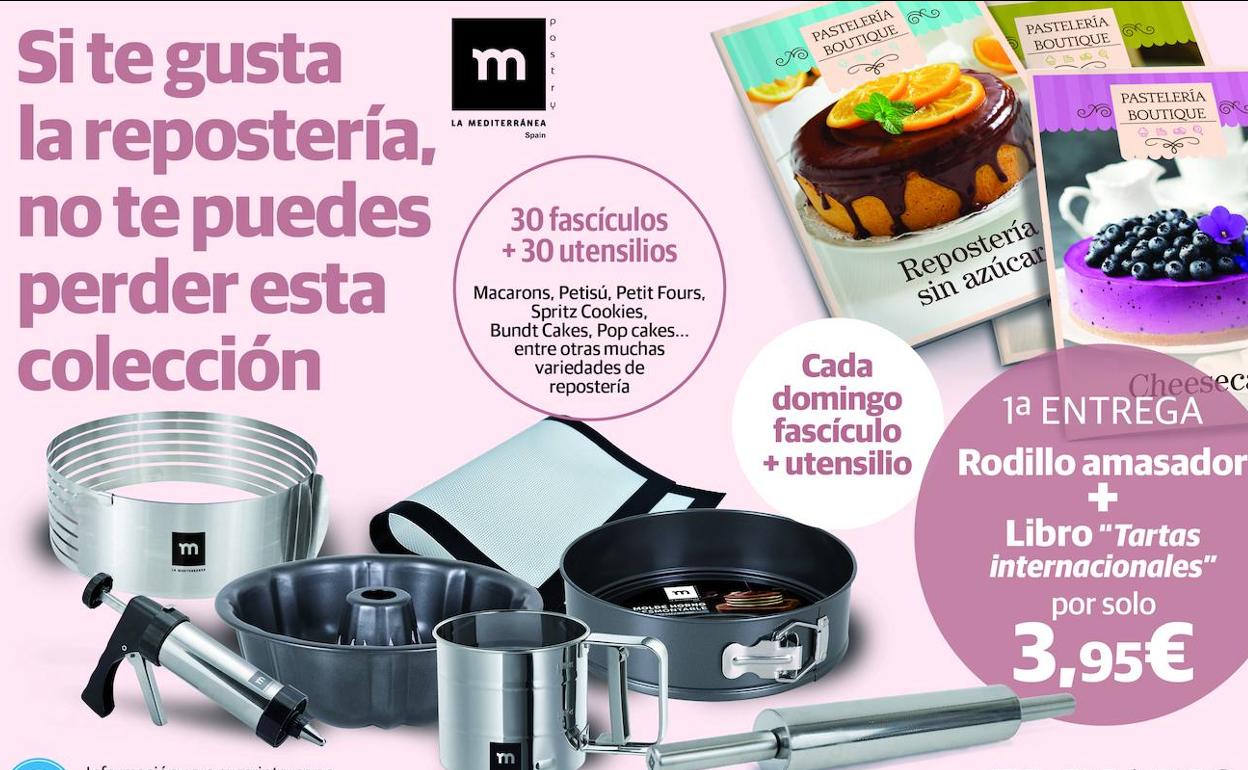 Si te gusta
la repostería,
no te puedes
perder esta
colección
m
pastry
LA MEDITERRÁNEA
Spain
30 fascículos
+ 30 utensilios
Macarons, Petisú, Petit Fours,
Spritz Cookies,
Bundt Cakes, Pop cakes...
entre otras muchas
variedades de
repostería
PASTELERÍA
BOUTIQUE
Repostería
sin azúcar
PASTELERÍA
BOUTIQUE
PASTELERÍA
BOUTIQUE
Cheeseca
Cada
domingo
fascículo
+ utensilio
1ª ENTREGA
Rodillo amasador
+
Libro "Tartas
internacionales"
por solo
3,95€
m
LA MEDITERRÁNEA
m
MOLDE HORNO
DESMONTABLE
m
m